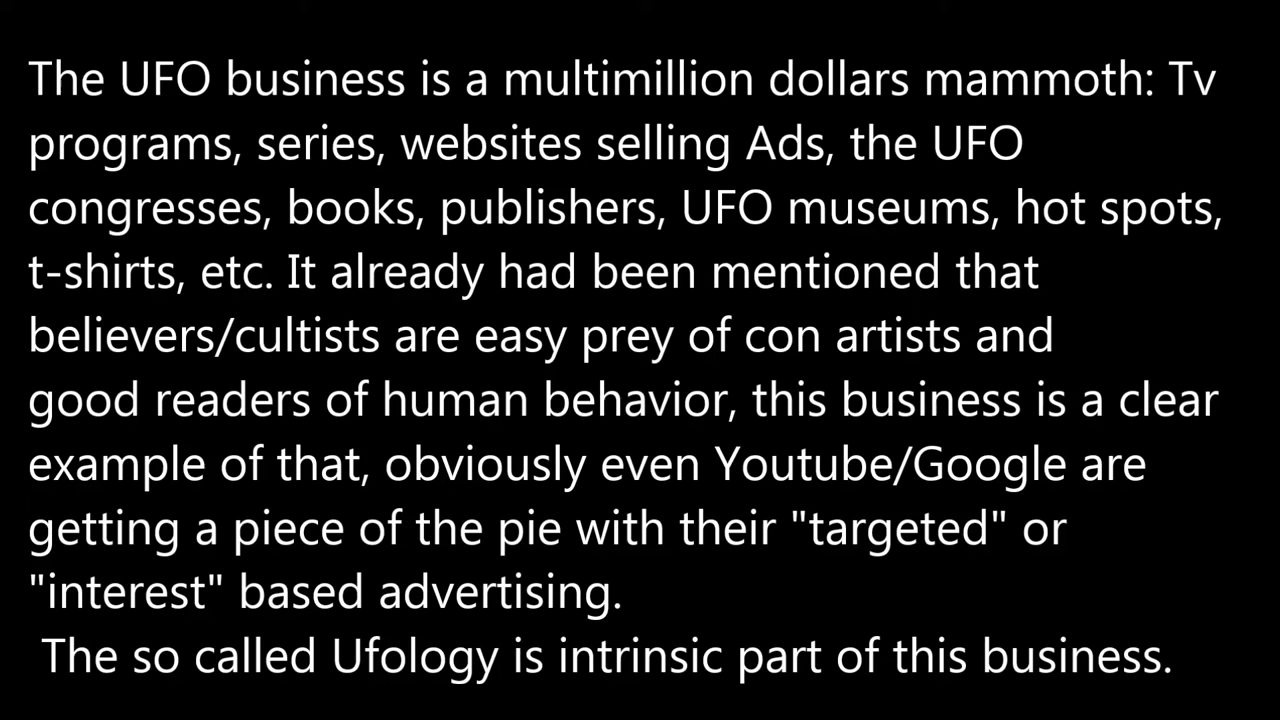 The UFO business is a multimillion dollars mammoth: Tv
programs, series, websites selling Ads, the UFO
congresses, books, publishers, UFO museums, hot spots,
t-shirts, etc. It already had been mentioned that
believers/cultists are easy prey of con artists and
good readers of human behavior, this business is a clear
example of that, obviously even Youtube/Google are
getting a piece of the pie with their "targeted" or
"interest" based advertising.
The so called Ufology is intrinsic part of this business.